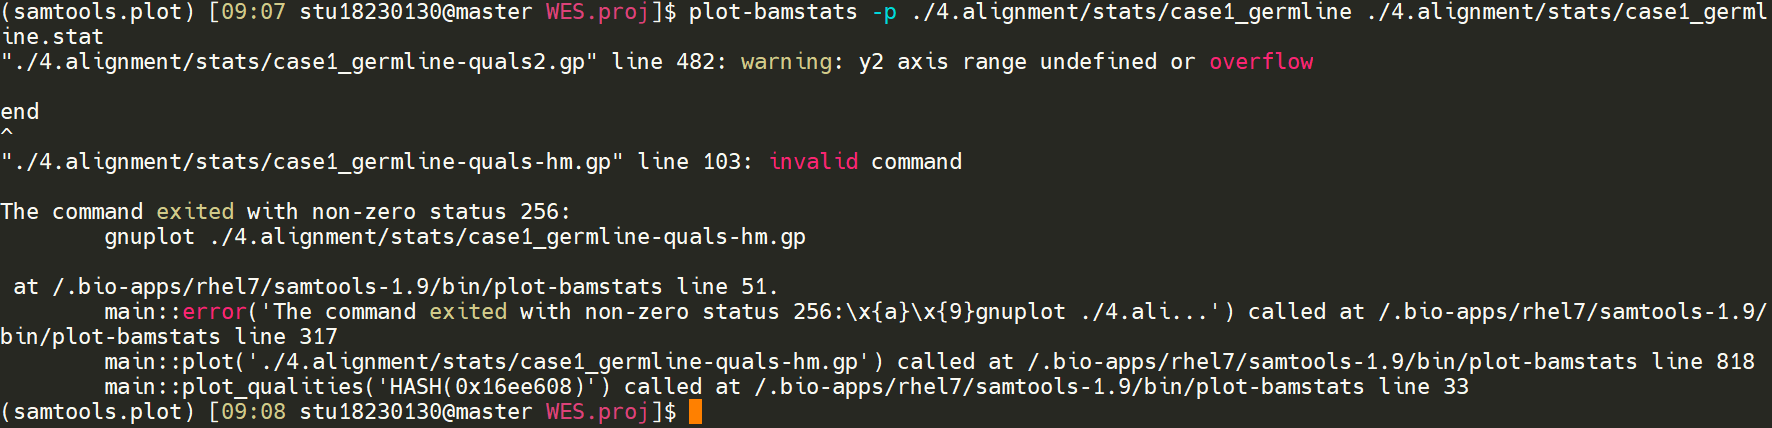 (samtools.plot) [09:07 stu18230130@master WES.proj]$ plot-bamstats -p ./4.alignment/stats/case1_germline ./4.alignment/stats/case1_germl
ine.stat
"./4.alignment/stats/case1_germline-quals2.gp" line 482: warning: y2 axis range undefined or overflow
end
^
"./4.alignment/stats/case1_germline-quals-hm.gp" line 103: invalid command
The command exited with non-zero status 256:
        gnuplot ./4.alignment/stats/case1_germline-quals-hm.gp
 at /.bio-apps/rhel7/samtools-1.9/bin/plot-bamstats line 51.
        main::error('The command exited with non-zero status 256:\x{a}\x{9}gnuplot ./4.ali...') called at /.bio-apps/rhel7/samtools-1.9/
bin/plot-bamstats line 317
        main::plot('./4.alignment/stats/case1_germline-quals-hm.gp') called at /.bio-apps/rhel7/samtools-1.9/bin/plot-bamstats line 818
        main::plot_qualities('HASH(0x16ee608)') called at /.bio-apps/rhel7/samtools-1.9/bin/plot-bamstats line 33
(samtools.plot) [09:08 stu18230130@master WES.proj]$